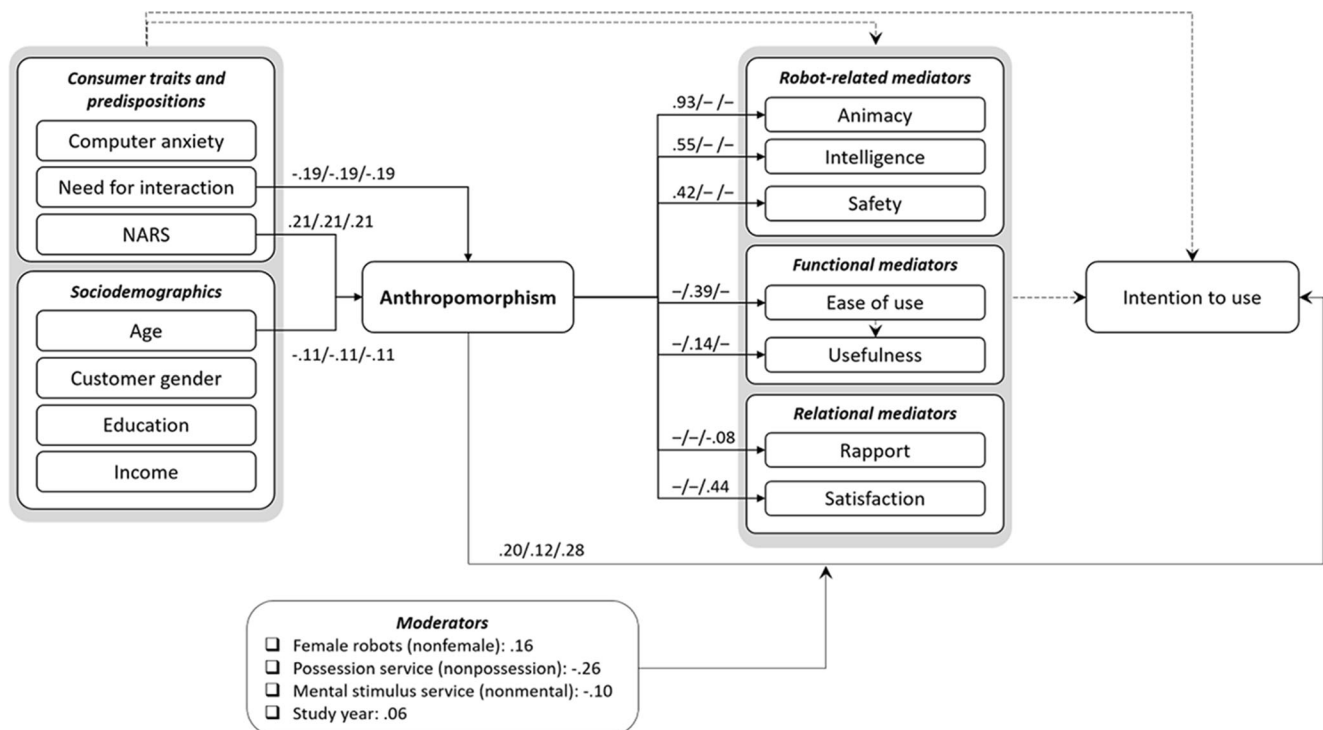 Consumer traits and
predispositions
Computer anxiety
Need for interaction
NARS
Sociodemographics
Age
Customer gender
Education
Income
-.19/-.19/-.19
.21/.21/.21
-.11/-.11/-.11
Anthropomorphism
.93/–/–
.55/–/–
.42/–/–
–/.39/–
–/.14/–
–/–/-.08
–/–/.44
Robot-related mediators
Animacy
Intelligence
Safety
Functional mediators
Ease of use
Usefulness
Relational mediators
Rapport
Satisfaction
Intention to use
.20/.12/.28
Moderators
❑ Female robots (nonfemale): .16
❑ Possession service (nonpossession): -.26
❑ Mental stimulus service (nonmental): -.10
❑ Study year: .06